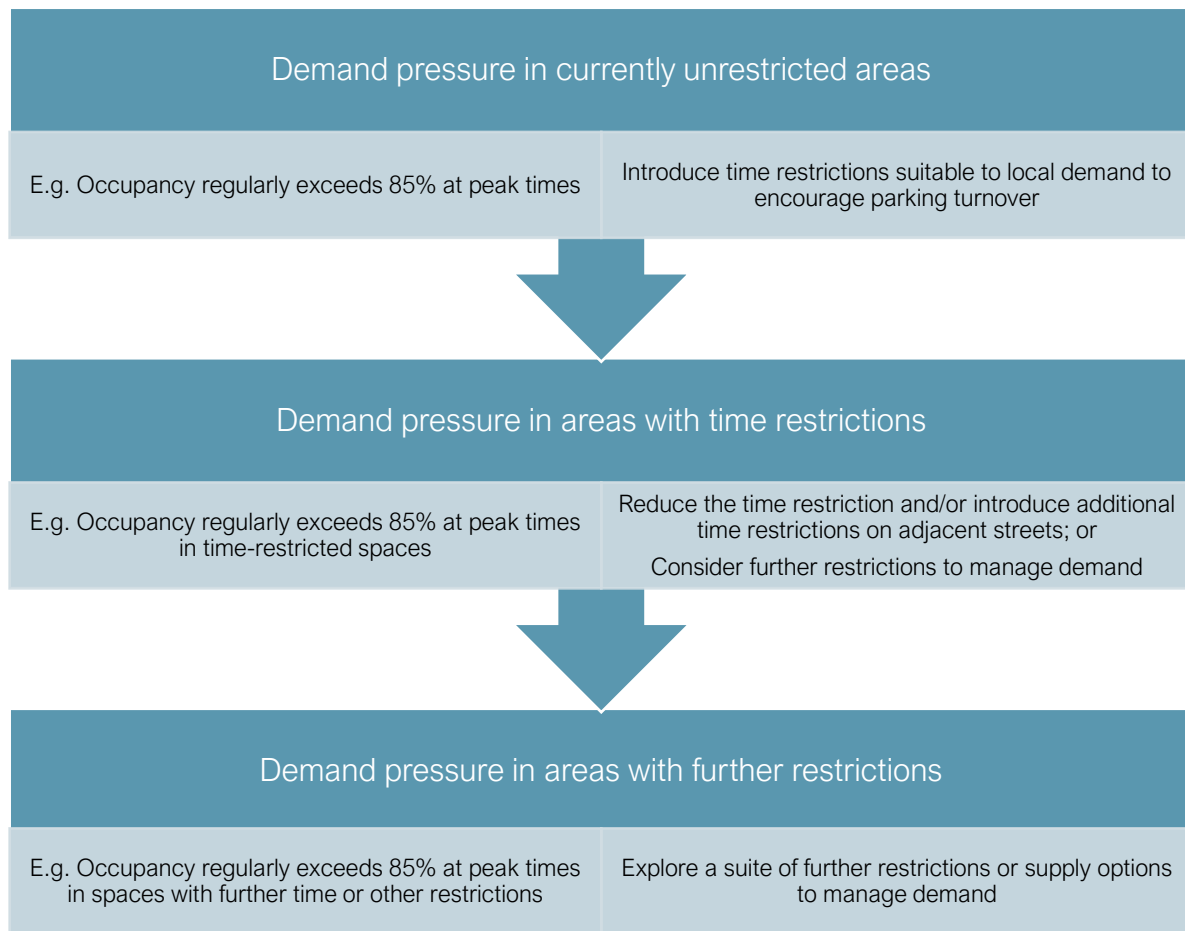 Demand pressure in currently unrestricted areas
E.g. Occupancy regularly exceeds 85% at peak times
Introduce time restrictions suitable to local demand to
encourage parking turnover
Demand pressure in areas with time restrictions
E.g. Occupancy regularly exceeds 85% at peak times
in time-restricted spaces
Reduce the time restriction and/or introduce additional
time restrictions on adjacent streets; or
Consider further restrictions to manage demand
Demand pressure in areas with further restrictions
E.g. Occupancy regularly exceeds 85% at peak times
in spaces with further time or other restrictions
Explore a suite of further restrictions or supply options
to manage demand